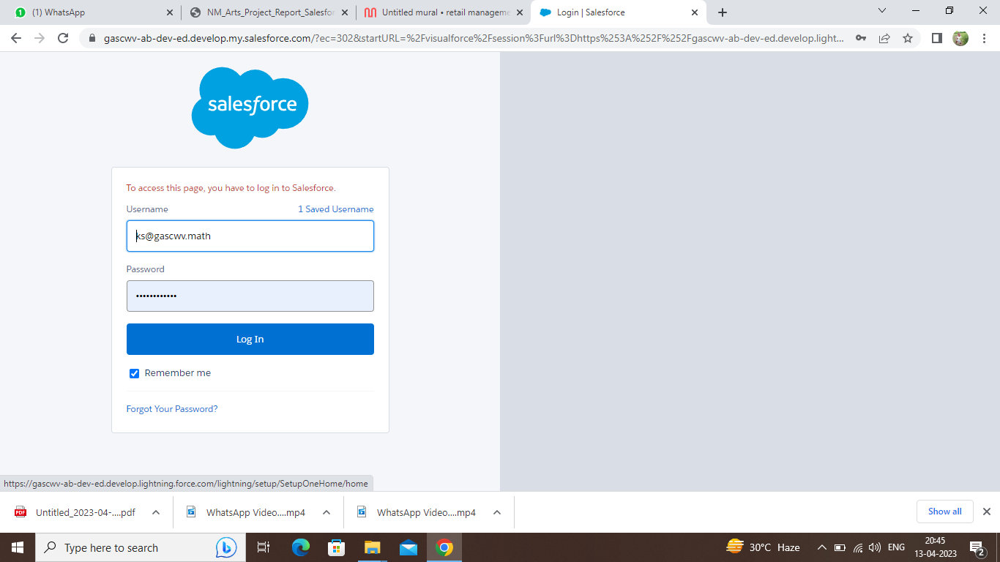 (1) WhatsApp
NM_Arts_Project_Report_Salesfor
Untitled mural • retail manageme
Login | Salesforce
gascwv-ab-dev-ed.develop.my.salesforce.com/?ec=302&startURL=%2Fvisualforce%2Fsession%3Furl%3Dhttps%253A%252F%252Fgascwv-ab-dev-ed.develop.light...
salesforce
To access this page, you have to log in to Salesforce.
Username
1 Saved Username
ks@gascwv.math
Password
••••••••••••
Log In
Remember me
Forgot Your Password?
https://gascwv-ab-dev-ed.develop.lightning.force.com/lightning/setup/SetupOneHome/home
PDF
Untitled_2023-04-....pdf
WhatsApp Video....mp4
WhatsApp Video....mp4
Show all
Type here to search
30°C Haze
ENG
20:45
13-04-2023
2